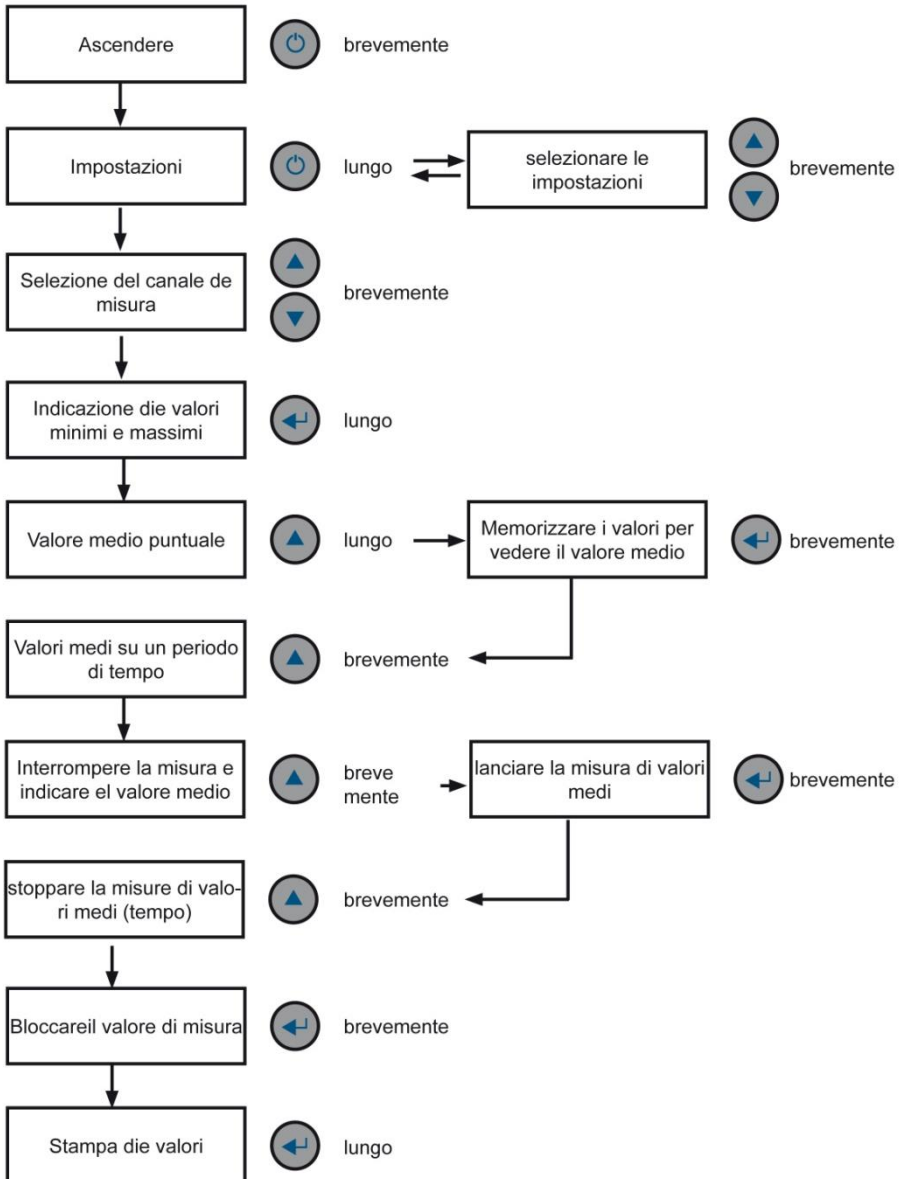 Ascendere
brevemente
Impostazioni
lungo
selezionare le
impostazioni
brevemente
Selezione del canale de
misura
brevemente
Indicazione die valori
minimi e massimi
lungo
Valore medio puntuale
lungo
Memorizzare i valori per
vedere il valore medio
brevemente
Valori medi su un periodo
di tempo
brevemente
Interrompere la misura e
indicare el valore medio
breve
mente
lanciare la misura di valori
medi
brevemente
stoppare la misure di valo-
ri medi (tempo)
brevemente
Bloccareil valore di misura
brevemente
Stampa die valori
lungo